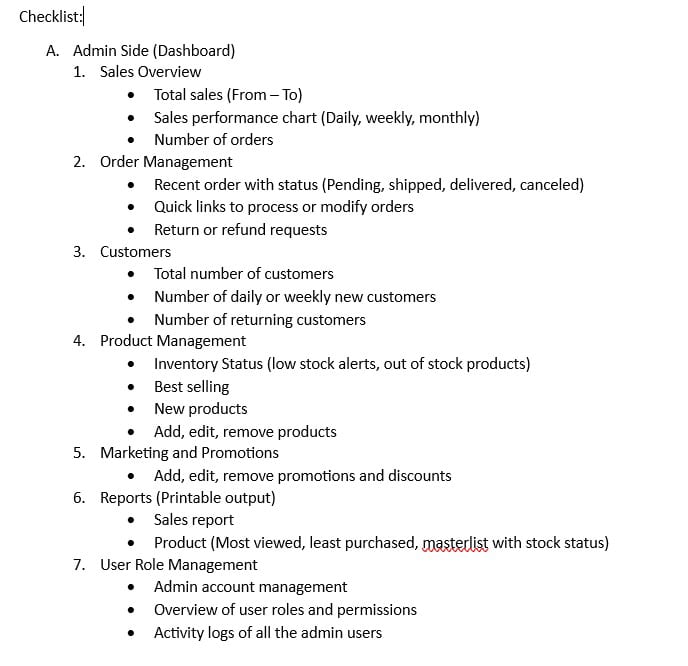 Checklist:
A. Admin Side (Dashboard)
1. Sales Overview
• Total sales (From – To)
• Sales performance chart (Daily, weekly, monthly)
• Number of orders
2. Order Management
• Recent order with status (Pending, shipped, delivered, canceled)
• Quick links to process or modify orders
• Return or refund requests
3. Customers
• Total number of customers
• Number of daily or weekly new customers
• Number of returning customers
4. Product Management
• Inventory Status (low stock alerts, out of stock products)
• Best selling
• New products
• Add, edit, remove products
5. Marketing and Promotions
• Add, edit, remove promotions and discounts
6. Reports (Printable output)
• Sales report
• Product (Most viewed, least purchased, masterlist with stock status)
7. User Role Management
• Admin account management
• Overview of user roles and permissions
• Activity logs of all the admin users